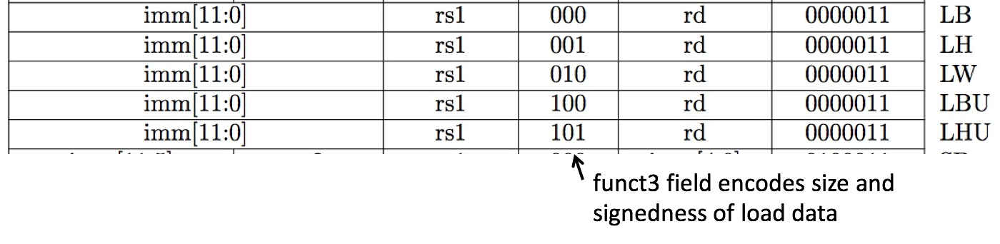 imm[11:0] rs1 000 rd 0000011 LB
imm[11:0] rs1 001 rd 0000011 LH
imm[11:0] rs1 010 rd 0000011 LW
imm[11:0] rs1 100 rd 0000011 LBU
imm[11:0] rs1 101 rd 0000011 LHU
funct3 field encodes size and
signedness of load data